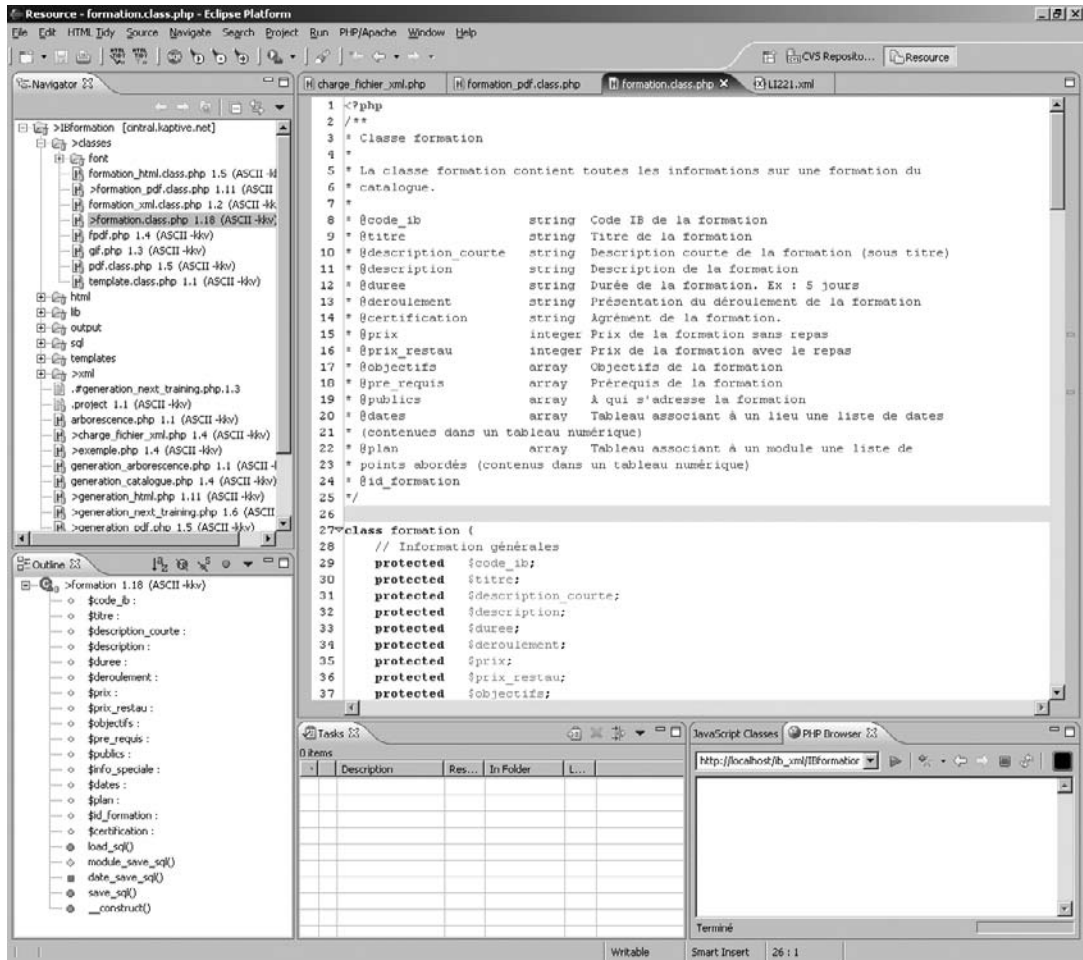 Resource - formation.class.php - Eclipse Platform
File Edit HTML Tidy Source Navigate Search Project Run PHP/Apache Window Help
CVS Reposito... Resource
Navigator
>IBformation [cintral.kaptive.net]
>classes
font
formation_html.class.php 1.5 (ASCII -kk
>formation_pdf.class.php 1.11 (ASCII
formation_xml.class.php 1.2 (ASCII -kk
>formation.class.php 1.18 (ASCII -kkv)
fpdf.php 1.4 (ASCII -kkv)
gif.php 1.3 (ASCII -kkv)
pdf.class.php 1.5 (ASCII -kkv)
template.class.php 1.1 (ASCII -kkv)
html
lib
output
sql
templates
>xml
.#generation_next_training.php.1.3
.project 1.1 (ASCII -kkv)
arborescence.php 1.1 (ASCII -kkv)
>charge_fichier_xml.php 1.4 (ASCII -kkv)
>exemple.php 1.4 (ASCII -kkv)
generation_arborescence.php 1.1 (ASCII -l
generation_catalogue.php 1.4 (ASCII -kkv)
>generation_html.php 1.11 (ASCII -kkv)
>generation_next_training.php 1.6 (ASCII
>generation_pdf.php 1.5 (ASCII -kkv)
Outline
>formation 1.18 (ASCII -kkv)
$code_ib :
$titre :
$description_courte :
$description :
$duree :
$deroulement :
$prix :
$prix_restau :
$objectifs :
$pre_requis :
$publics :
$info_speciale :
$dates :
$plan :
$id_formation :
$certification :
load_sql()
module_save_sql()
date_save_sql()
save_sql()
__construct()
charge_fichier_xml.php formation_pdf.class.php formation.class.php LI221.xml
1 <?php
2 /**
3 * Classe formation
4 *
5 * La classe formation contient toutes les informations sur une formation du
6 * catalogue.
7 *
8 * @code_ib string Code IB de la formation
9 * @titre string Titre de la formation
10 * @description_courte string Description courte de la formation (sous titre)
11 * @description string Description de la formation
12 * @duree string Durée de la formation. Ex : 5 jours
13 * @deroulement string Présentation du déroulement de la formation
14 * @certification string Agrément de la formation.
15 * @prix integer Prix de la formation sans repas
16 * @prix_restau integer Prix de la formation avec le repas
17 * @objectifs array Objectifs de la formation
18 * @pre_requis array Prérequis de la formation
19 * @publics array A qui s'adresse la formation
20 * @dates array Tableau associant à un lieu une liste de dates
21 * (contenues dans un tableau numérique)
22 * @plan array Tableau associant à un module une liste de
23 * points abordés (contenus dans un tableau numérique)
24 * @id_formation
25 */
26
27 class formation {
28 // Information générales
29 protected $code_ib;
30 protected $titre;
31 protected $description_courte;
32 protected $description;
33 protected $duree;
34 protected $deroulement;
35 protected $prix;
36 protected $prix_restau;
37 protected $objectifs;
Tasks
0 items
Description Res... In Folder L...
JavaScript Classes PHP Browser
http://localhost/ib_xml/IBformation
Terminé
Writable Smart Insert 26 : 1